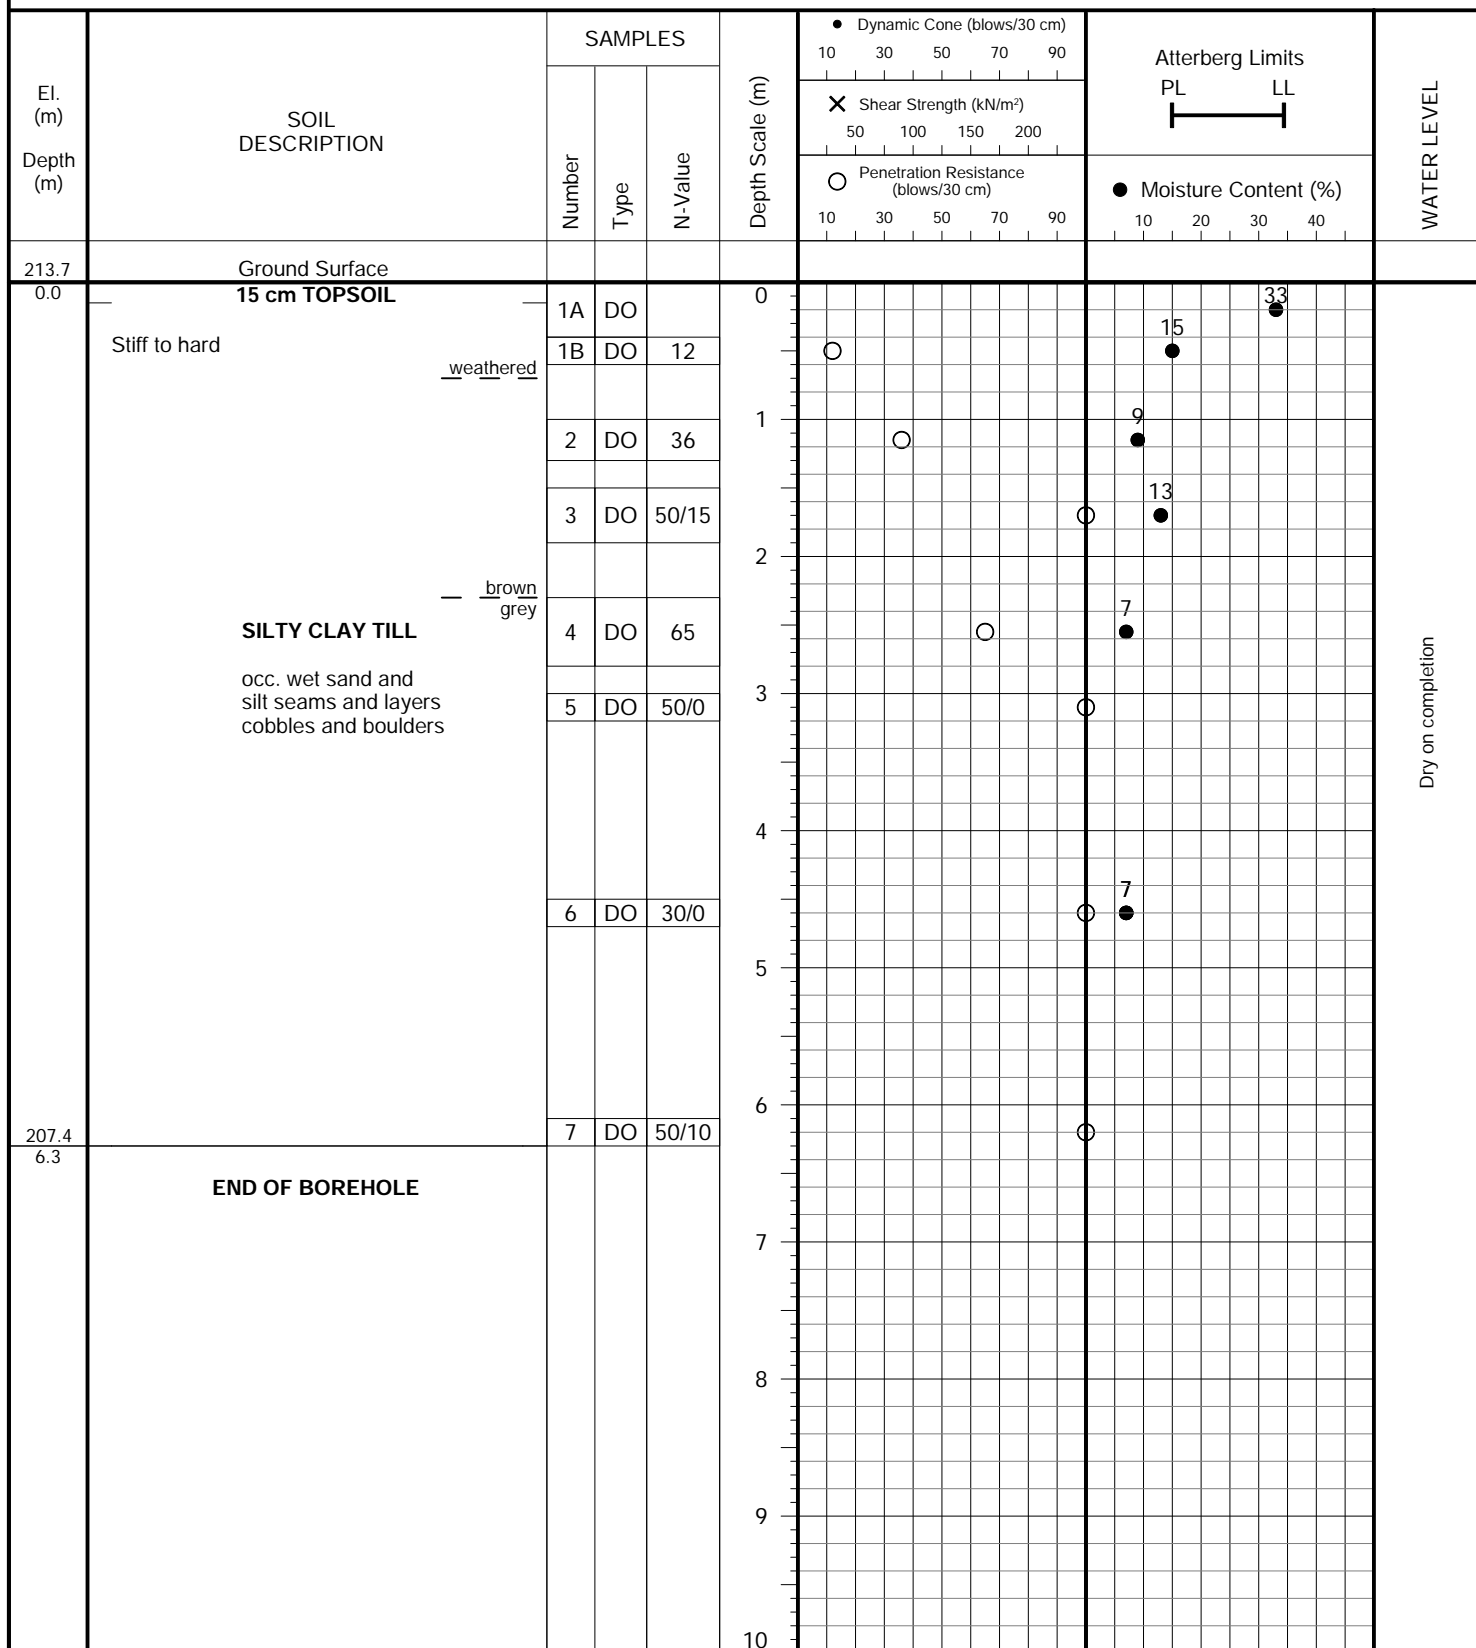 El.
(m)
Depth
(m)
SOIL
DESCRIPTION
SAMPLES
Number
Type
N-Value
Depth Scale (m)
Dynamic Cone (blows/30 cm)
10 30 50 70 90
Shear Strength (kN/m²)
50 100 150 200
Penetration Resistance
(blows/30 cm)
10 30 50 70 90
Atterberg Limits
PL LL
Moisture Content (%)
10 20 30 40
WATER LEVEL
213.7 Ground Surface
0.0 15 cm TOPSOIL 0 33
1A DO
15
Stiff to hard 1B DO 12
weathered
1 9
2 DO 36
13
3 DO 50/15
2
brown
grey 7
SILTY CLAY TILL 4 DO 65
occ. wet sand and
silt seams and layers 3
cobbles and boulders
5 DO 50/0
Dry on completion
4
7
6 DO 30/0
5
6
207.4 7 DO 50/10
6.3
END OF BOREHOLE
7
8
9
10